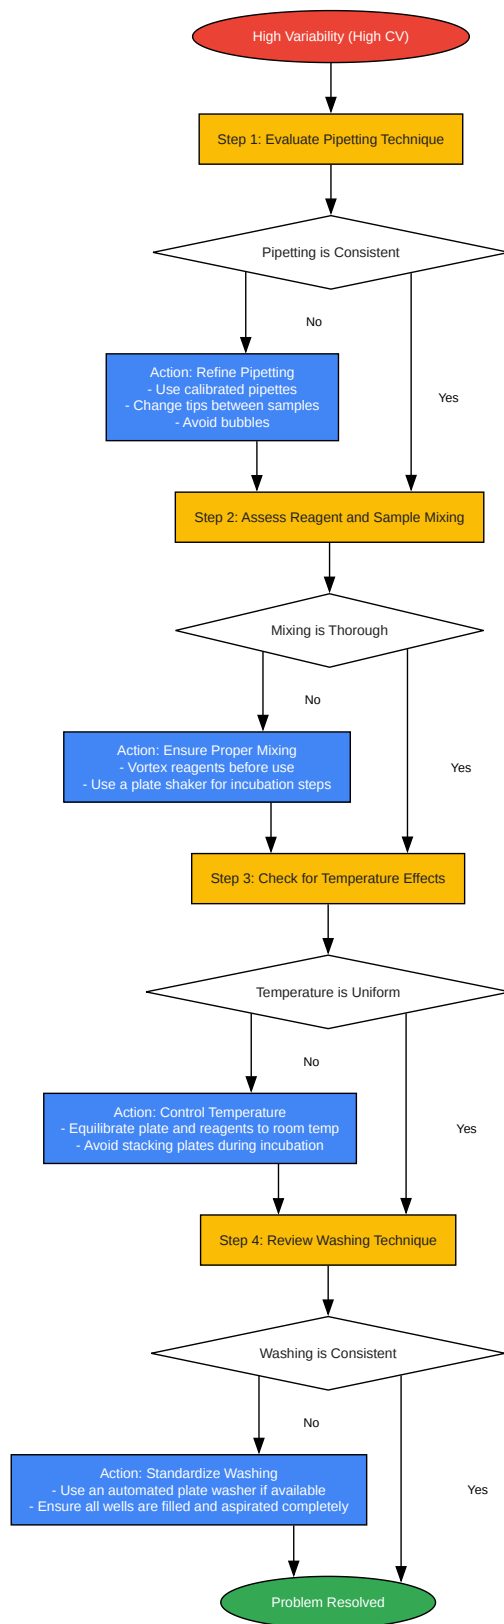 High Variability (High CV)
Step 1: Evaluate Pipetting Technique
Pipetting is Consistent
No
Action: Refine Pipetting
- Use calibrated pipettes
- Change tips between samples
- Avoid bubbles
Yes
Step 2: Assess Reagent and Sample Mixing
Mixing is Thorough
No
Action: Ensure Proper Mixing
- Vortex reagents before use
- Use a plate shaker for incubation steps
Yes
Step 3: Check for Temperature Effects
Temperature is Uniform
No
Action: Control Temperature
- Equilibrate plate and reagents to room temp
- Avoid stacking plates during incubation
Yes
Step 4: Review Washing Technique
Washing is Consistent
No
Action: Standardize Washing
- Use an automated plate washer if available
- Ensure all wells are filled and aspirated completely
Yes
Problem Resolved